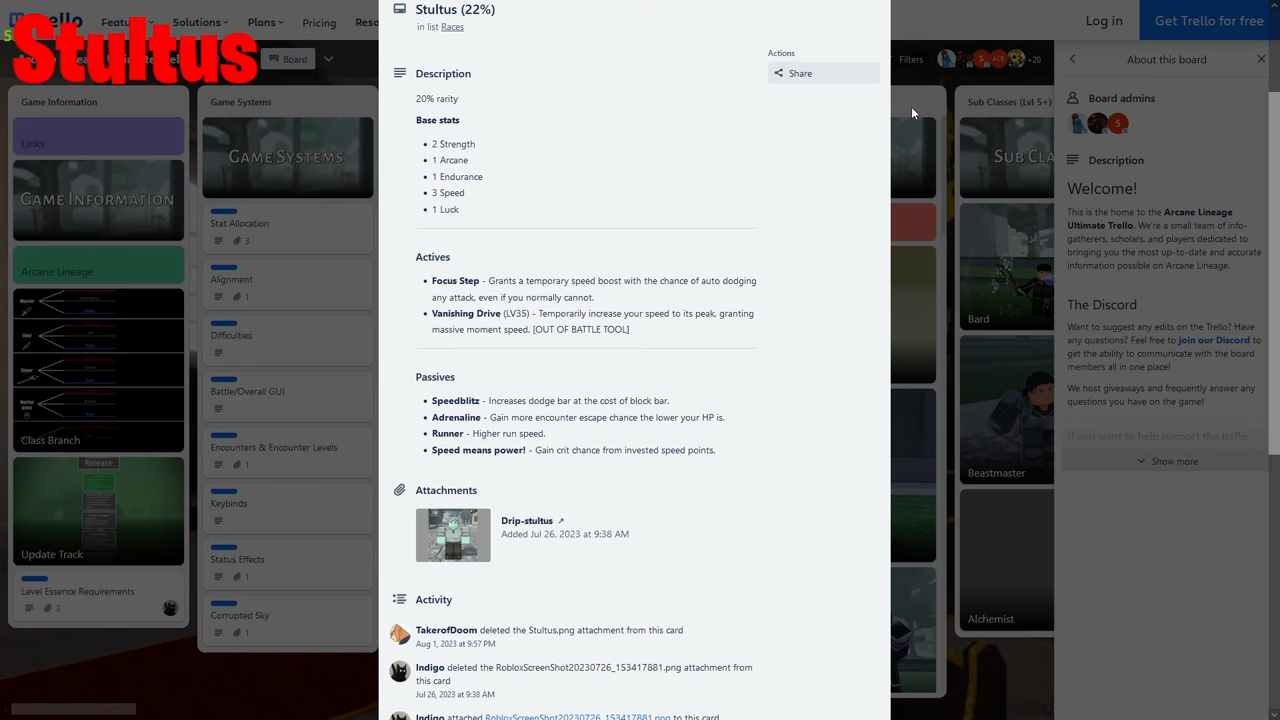 Stultus
Features
Solutions
Plans
Pricing
Log in
Get Trello for free
Board
Filters
+20
Game Information
Links
GAME INFORMATION
Arcane Lineage
Class Branch
Release
Update Track
Level Essence Requirements
3
Game Systems
GAME SYSTEMS
Stat Allocation
3
Alignment
1
Difficulties
Battle/Overall GUI
Encounters & Encounter Levels
1
Keybinds
Status Effects
1
Corrupted Sky
1
Stultus (22%)
in list Races
Actions
Share
Description
20% rarity
Base stats
2 Strength
1 Arcane
1 Endurance
3 Speed
1 Luck
Actives
Focus Step - Grants a temporary speed boost with the chance of auto dodging
any attack, even if you normally cannot.
Vanishing Drive (LV35) - Temporarily increase your speed to its peak, granting
massive moment speed. [OUT OF BATTLE TOOL]
Passives
Speedblitz - Increases dodge bar at the cost of block bar.
Adrenaline - Gain more encounter escape chance the lower your HP is.
Runner - Higher run speed.
Speed means power! - Gain crit chance from invested speed points.
Attachments
Drip-stultus ↗
Added Jul 26, 2023 at 9:38 AM
Activity
TakerofDoom deleted the Stultus.png attachment from this card
Aug 1, 2023 at 9:57 PM
Indigo deleted the RobloxScreenShot20230726_153417881.png attachment from
this card
Jul 26, 2023 at 9:38 AM
Indigo attached RobloxScreenShot20230726_153417881.png to this card
Sub Classes (Lvl 5+)
SUB CLA
Bard
Beastmaster
Alchemist
About this board
Board admins
Description
Welcome!
This is the home to the Arcane Lineage
Ultimate Trello. We're a small team of info-
gatherers, scholars, and players dedicated to
bringing you the most up-to-date and accurate
information possible on Arcane Lineage.
The Discord
Want to suggest any edits on the Trello? Have
any questions? Feel free to join our Discord to
get the ability to communicate with the board
members all in one place!
We host giveaways and frequently answer any
questions you have on the game!
If you want to help support the trello...
Show more